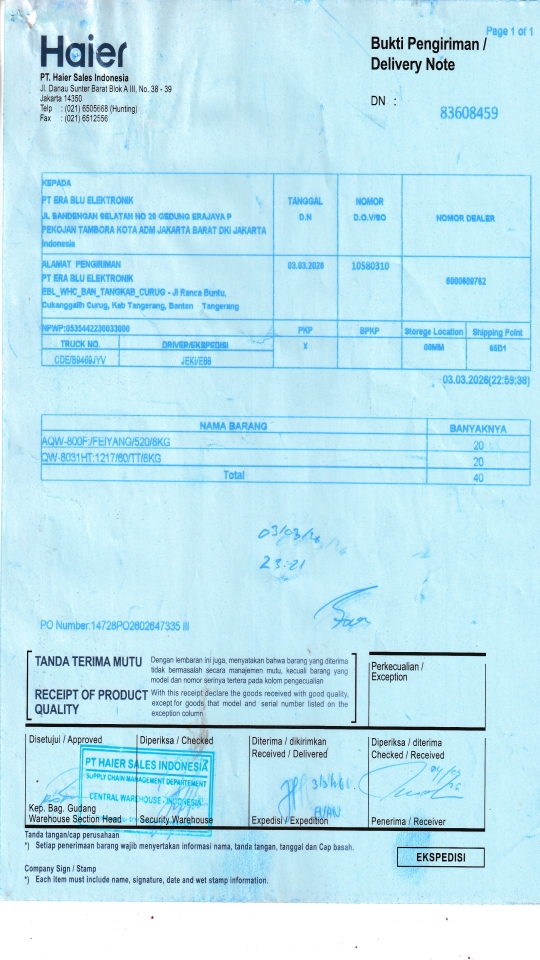 Page 1 of 1
Haier
PT. Haier Sales Indonesia
Jl. Danau Sunter Barat Blok A III, No. 38 - 39
Jakarta 14350
Telp : (021) 6505668 (Hunting)
Fax : (021) 6512556
Bukti Pengiriman /
Delivery Note
DN :
83608459
KEPADA
PT ERA BLU ELEKTRONIK
JL BANDENGAN SELATAN NO 20 GEDUNG ERAJAYA P
PEKOJAN TAMBORA KOTA ADM JAKARTA BARAT DKI JAKARTA
Indonesia
TANGGAL
D.N
NOMOR
D.O.V/SO
NOMOR DEALER
ALAMAT PENGIRIMAN
PT ERA BLU ELEKTRONIK
EBL_WHC_BAN_TANGKAB_CURUG - Jl Ranca Buntu,
Cukanggalih Curug, Kab Tangerang, Banten Tangerang
03.03.2026
10580310
NPWP:0535442230033000
PKP
BPKP
Storege Location
Shipping Point
TRUCK NO.
DRIVER/EKSPEDISI
X
00MM
65D1
03.03.2026(22:59:38)
NAMA BARANG
BANYAKNYA
AQW-800F:/FEIYANG/520/8KG
20
QW-8031HT:1217/60/TT/8KG
20
Total
40
03/03/26
23:21
PO Number:14728PO2602647335 III
TANDA TERIMA MUTU
Dengan lembaran ini juga, menyatakan bahwa barang yang diterima
tidak bermasalah secara manajemen mutu, kecuali barang yang
model dan nomor serinya tertera pada kolom pengecualian
RECEIPT OF PRODUCT
QUALITY
With this receipt declare the goods received with good quality,
except for goods that model and serial number listed on the
exception column
Perkecualian /
Exception
Disetujui / Approved
Diperiksa / Checked
Diterima / dikirimkan
Received / Delivered
Diperiksa / diterima
Checked / Received
PT HAIER SALES INDONESIA
SUPPLY CHAIN MANAGEMENT DEPARTEMENT
CENTRAL WAREHOUSE - INDONESIA
Kep. Bag. Gudang
Warehouse Section Head
Security Warehouse
Expedisi / Expedition
Penerima / Receiver
Tanda tangan/cap perusahaan
*) Setiap penerimaan barang wajib menyertakan informasi nama, tanda tangan, tanggal dan Cap basah.
EKSPEDISI
Company Sign / Stamp
*) Each item must include name, signature, date and wet stamp information.